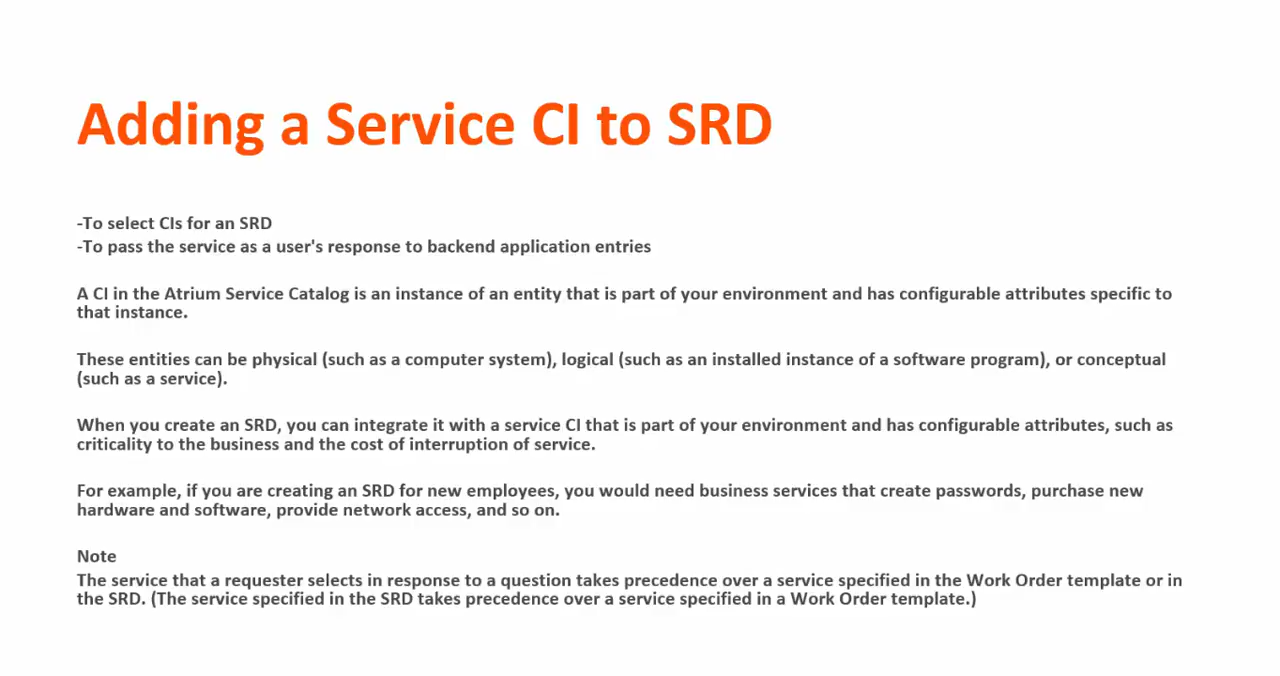 Adding a Service CI to SRD
-To select CIs for an SRD
-To pass the service as a user's response to backend application entries
A CI in the Atrium Service Catalog is an instance of an entity that is part of your environment and has configurable attributes specific to
that instance.
These entities can be physical (such as a computer system), logical (such as an installed instance of a software program), or conceptual
(such as a service).
When you create an SRD, you can integrate it with a service CI that is part of your environment and has configurable attributes, such as
criticality to the business and the cost of interruption of service.
For example, if you are creating an SRD for new employees, you would need business services that create passwords, purchase new
hardware and software, provide network access, and so on.
Note
The service that a requester selects in response to a question takes precedence over a service specified in the Work Order template or in
the SRD. (The service specified in the SRD takes precedence over a service specified in a Work Order template.)